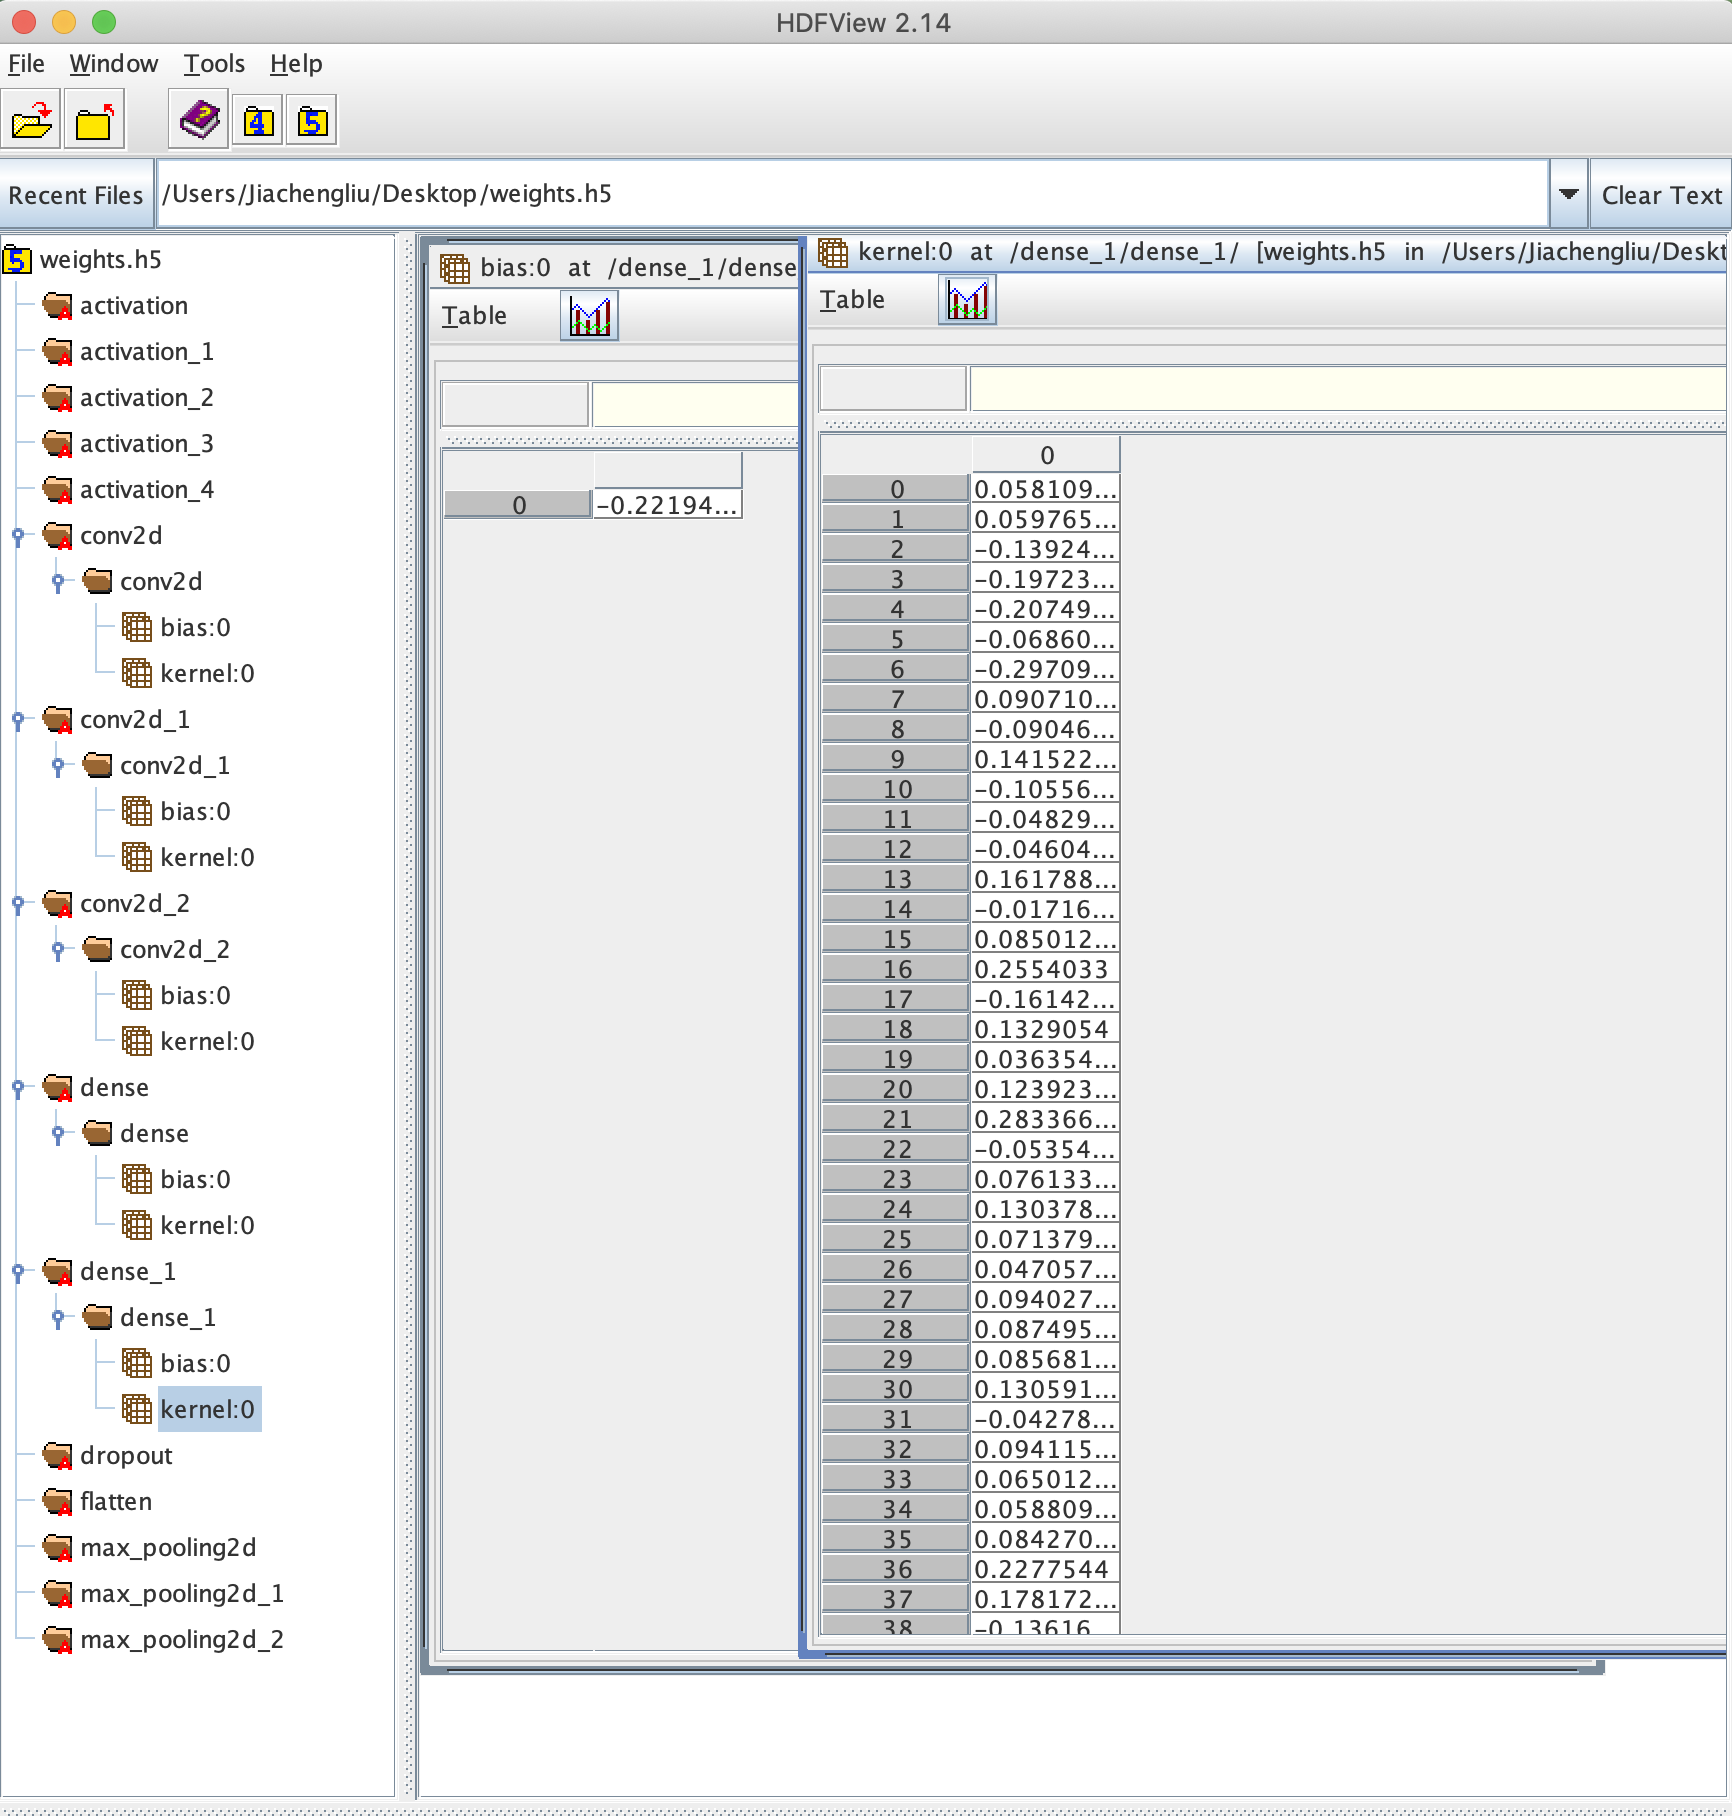 HDFView 2.14
File Window Tools Help
4 5
Recent Files /Users/Jiachengliu/Desktop/weights.h5 Clear Text
5 weights.h5
activation
activation_1
activation_2
activation_3
activation_4
conv2d
conv2d
bias:0
kernel:0
conv2d_1
conv2d_1
bias:0
kernel:0
conv2d_2
conv2d_2
bias:0
kernel:0
dense
dense
bias:0
kernel:0
dense_1
dense_1
bias:0
kernel:0
dropout
flatten
max_pooling2d
max_pooling2d_1
max_pooling2d_2
bias:0 at /dense_1/dense
Table
0 -0.22194...
kernel:0 at /dense_1/dense_1/ [weights.h5 in /Users/Jiachengliu/Deskt
Table
0
0 0.058109...
1 0.059765...
2 -0.13924...
3 -0.19723...
4 -0.20749...
5 -0.06860...
6 -0.29709...
7 0.090710...
8 -0.09046...
9 0.141522...
10 -0.10556...
11 -0.04829...
12 -0.04604...
13 0.161788...
14 -0.01716...
15 0.085012...
16 0.2554033
17 -0.16142...
18 0.1329054
19 0.036354...
20 0.123923...
21 0.283366...
22 -0.05354...
23 0.076133...
24 0.130378...
25 0.071379...
26 0.047057...
27 0.094027...
28 0.087495...
29 0.085681...
30 0.130591...
31 -0.04278...
32 0.094115...
33 0.065012...
34 0.058809...
35 0.084270...
36 0.2277544
37 0.178172...
38 -0.13616